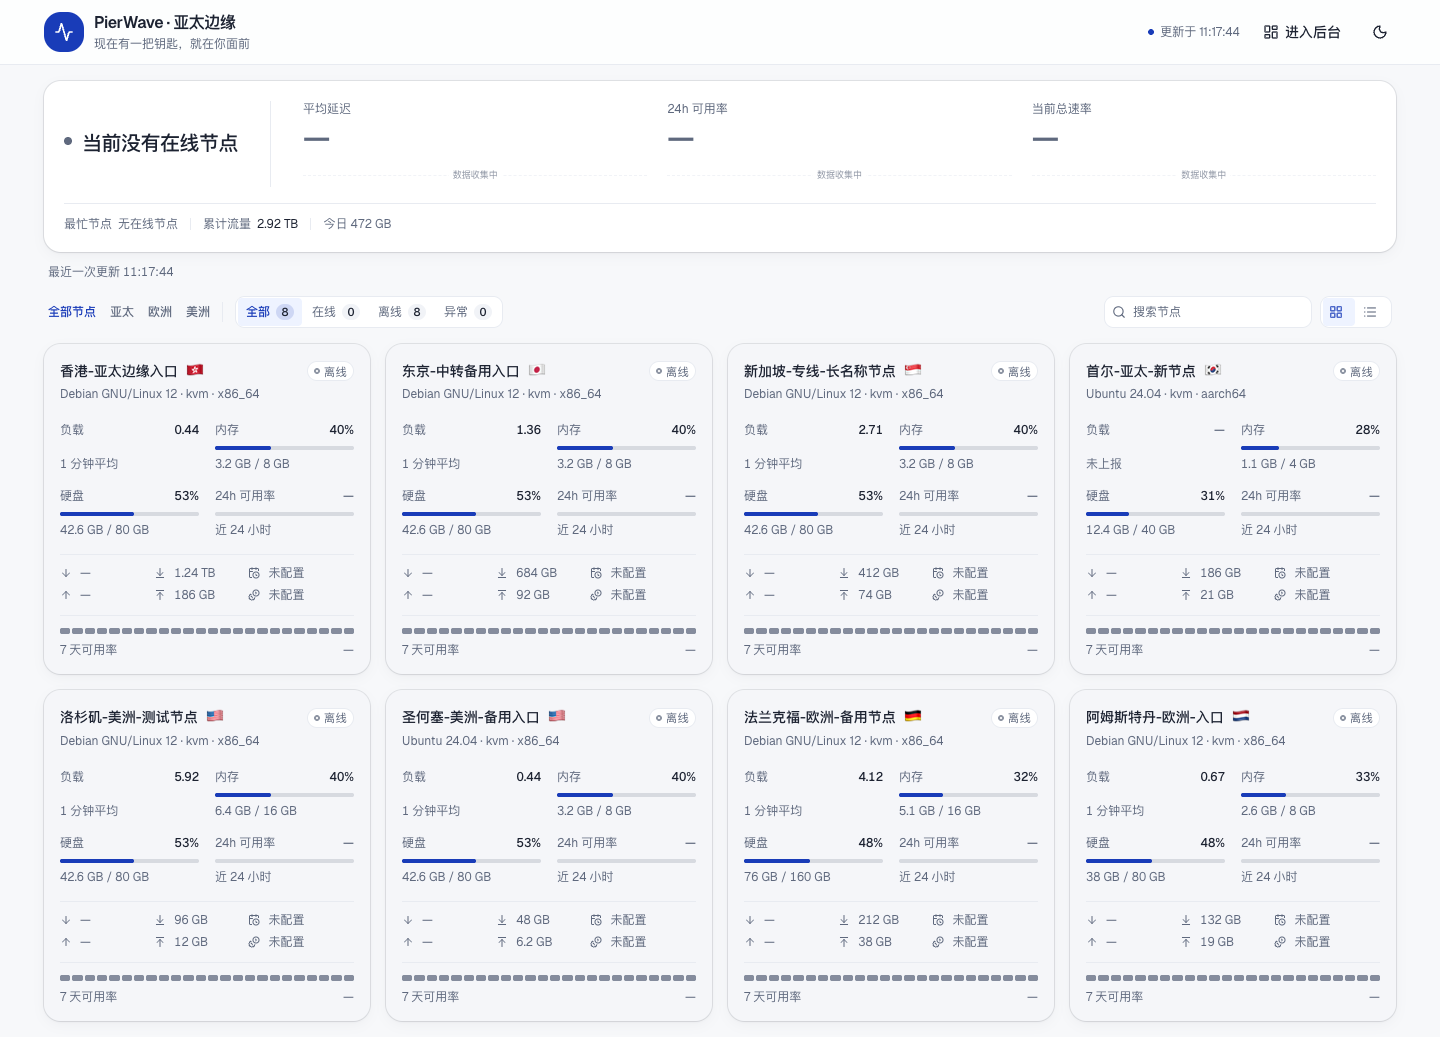 PierWave · 亚太边缘
现在有一把钥匙，就在你面前
更新于 11:17:44
进入后台
当前没有在线节点
平均延迟
—
数据收集中
24h 可用率
—
数据收集中
当前总速率
—
数据收集中
最忙节点 无在线节点 累计流量 2.92 TB 今日 472 GB
最近一次更新 11:17:44
全部节点 亚太 欧洲 美洲 全部 8 在线 0 离线 8 异常 0
搜索节点
香港-亚太边缘入口 离线
Debian GNU/Linux 12 · kvm · x86_64
负载 0.44 内存 40%
1 分钟平均 3.2 GB / 8 GB
硬盘 53% 24h 可用率 —
42.6 GB / 80 GB 近 24 小时
— 1.24 TB 未配置
— 186 GB 未配置
7 天可用率 —
东京-中转备用入口 离线
Debian GNU/Linux 12 · kvm · x86_64
负载 1.36 内存 40%
1 分钟平均 3.2 GB / 8 GB
硬盘 53% 24h 可用率 —
42.6 GB / 80 GB 近 24 小时
— 684 GB 未配置
— 92 GB 未配置
7 天可用率 —
新加坡-专线-长名称节点 离线
Debian GNU/Linux 12 · kvm · x86_64
负载 2.71 内存 40%
1 分钟平均 3.2 GB / 8 GB
硬盘 53% 24h 可用率 —
42.6 GB / 80 GB 近 24 小时
— 412 GB 未配置
— 74 GB 未配置
7 天可用率 —
首尔-亚太-新节点 离线
Ubuntu 24.04 · kvm · aarch64
负载 — 内存 28%
未上报 1.1 GB / 4 GB
硬盘 31% 24h 可用率 —
12.4 GB / 40 GB 近 24 小时
— 186 GB 未配置
— 21 GB 未配置
7 天可用率 —
洛杉矶-美洲-测试节点 离线
Debian GNU/Linux 12 · kvm · x86_64
负载 5.92 内存 40%
1 分钟平均 6.4 GB / 16 GB
硬盘 53% 24h 可用率 —
42.6 GB / 80 GB 近 24 小时
— 96 GB 未配置
— 12 GB 未配置
7 天可用率 —
圣何塞-美洲-备用入口 离线
Ubuntu 24.04 · kvm · x86_64
负载 0.44 内存 40%
1 分钟平均 3.2 GB / 8 GB
硬盘 53% 24h 可用率 —
42.6 GB / 80 GB 近 24 小时
— 48 GB 未配置
— 6.2 GB 未配置
7 天可用率 —
法兰克福-欧洲-备用节点 离线
Debian GNU/Linux 12 · kvm · x86_64
负载 4.12 内存 32%
1 分钟平均 5.1 GB / 16 GB
硬盘 48% 24h 可用率 —
76 GB / 160 GB 近 24 小时
— 212 GB 未配置
— 38 GB 未配置
7 天可用率 —
阿姆斯特丹-欧洲-入口 离线
Debian GNU/Linux 12 · kvm · x86_64
负载 0.67 内存 33%
1 分钟平均 2.6 GB / 8 GB
硬盘 48% 24h 可用率 —
38 GB / 80 GB 近 24 小时
— 132 GB 未配置
— 19 GB 未配置
7 天可用率 —